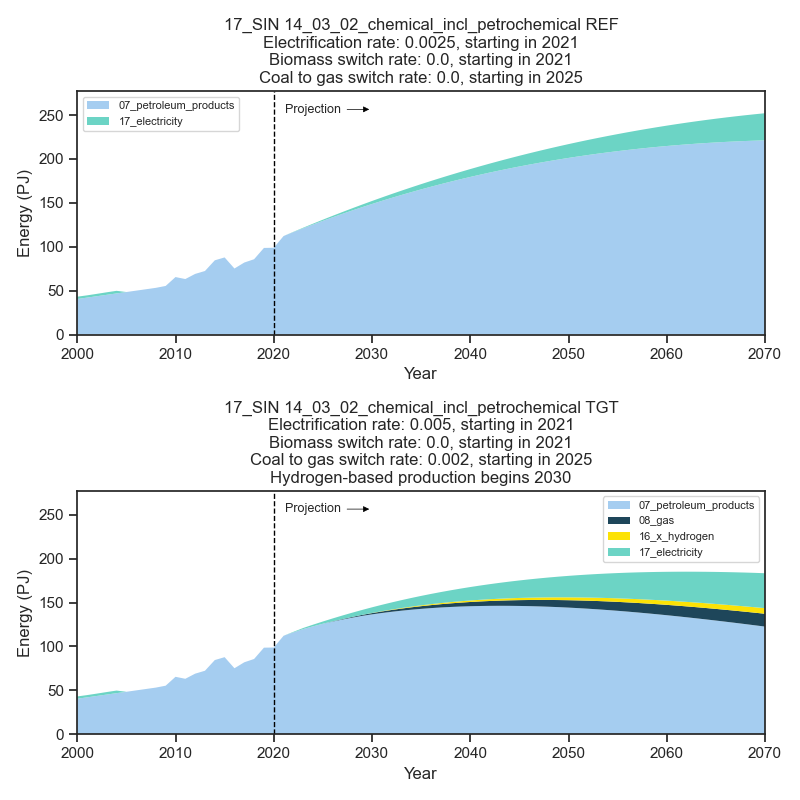 17_SIN 14_03_02_chemical_incl_petrochemical REF
Electrification rate: 0.0025, starting in 2021
Biomass switch rate: 0.0, starting in 2021
Coal to gas switch rate: 0.0, starting in 2025
07_petroleum_products
17_electricity
Projection
Energy (PJ)
250
200
150
100
50
0
2000 2010 2020 2030 2040 2050 2060 2070
Year
17_SIN 14_03_02_chemical_incl_petrochemical TGT
Electrification rate: 0.005, starting in 2021
Biomass switch rate: 0.0, starting in 2021
Coal to gas switch rate: 0.002, starting in 2025
Hydrogen-based production begins 2030
Projection
07_petroleum_products
08_gas
16_x_hydrogen
17_electricity
Energy (PJ)
250
200
150
100
50
0
2000 2010 2020 2030 2040 2050 2060 2070
Year